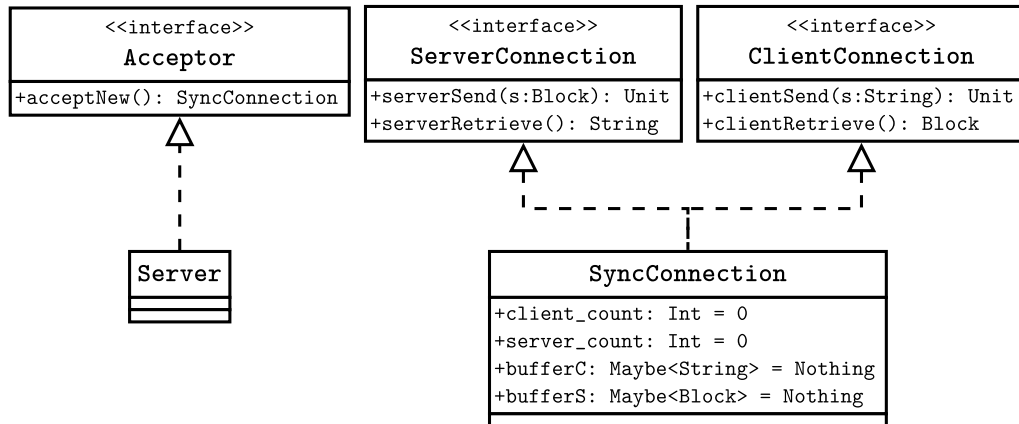 <<interface>>
Acceptor
+acceptNew(): SyncConnection
<<interface>>
ServerConnection
+serverSend(s:Block): Unit
+serverRetrieve(): String
<<interface>>
ClientConnection
+clientSend(s:String): Unit
+clientRetrieve(): Block
Server
SyncConnection
+client_count: Int = 0
+server_count: Int = 0
+bufferC: Maybe<String> = Nothing
+bufferS: Maybe<Block> = Nothing